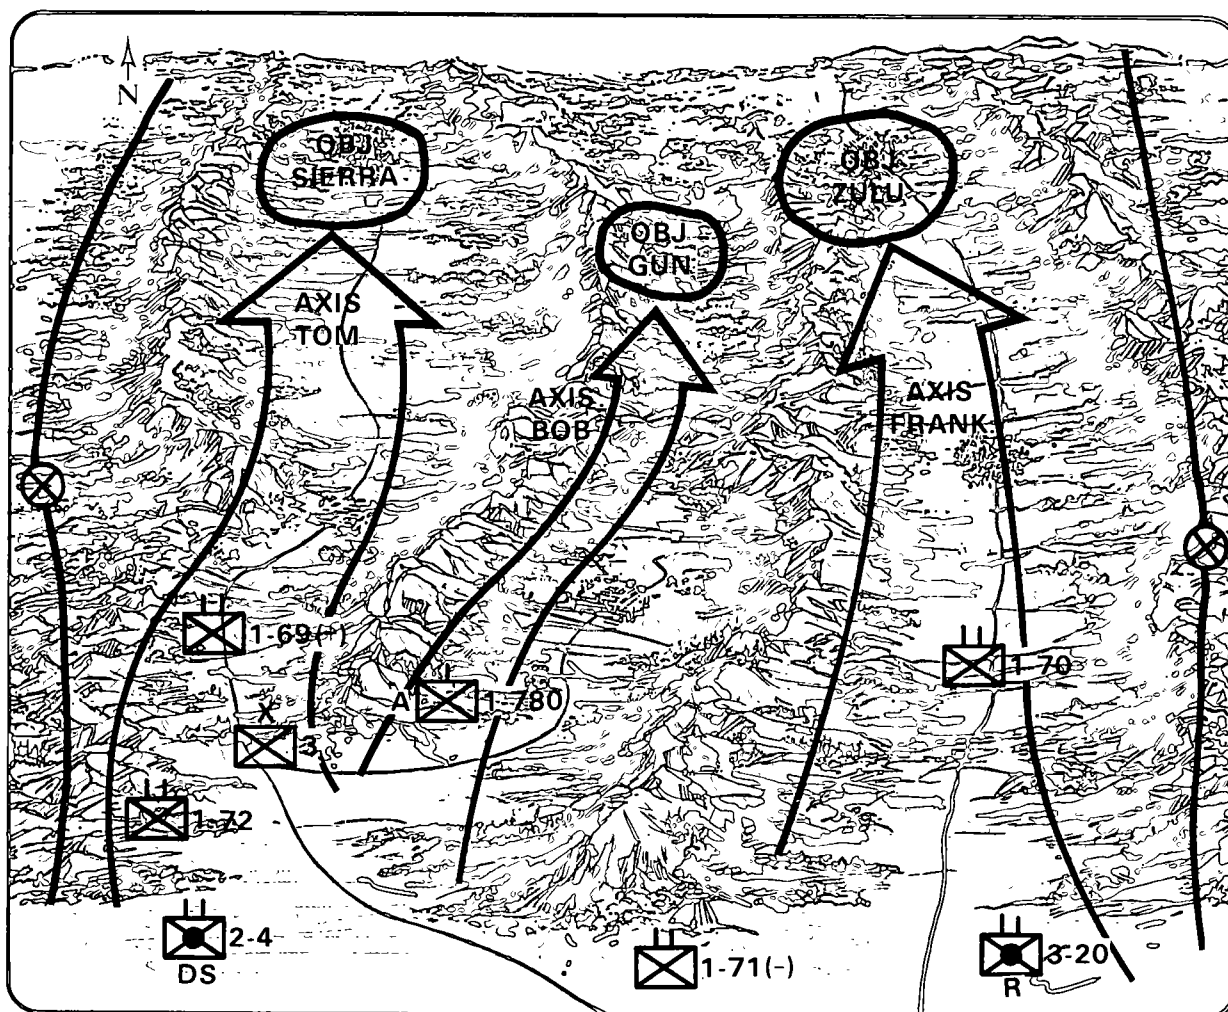 N
OBJ
SIERRA
OBJ
ZULU
OBJ
GUN
AXIS
TOM
AXIS
BOB
AXIS
FRANK
1-69(+)
1-70
A
1-780
X
3
1-72
2-4
DS
1-71(-)
3-20
R